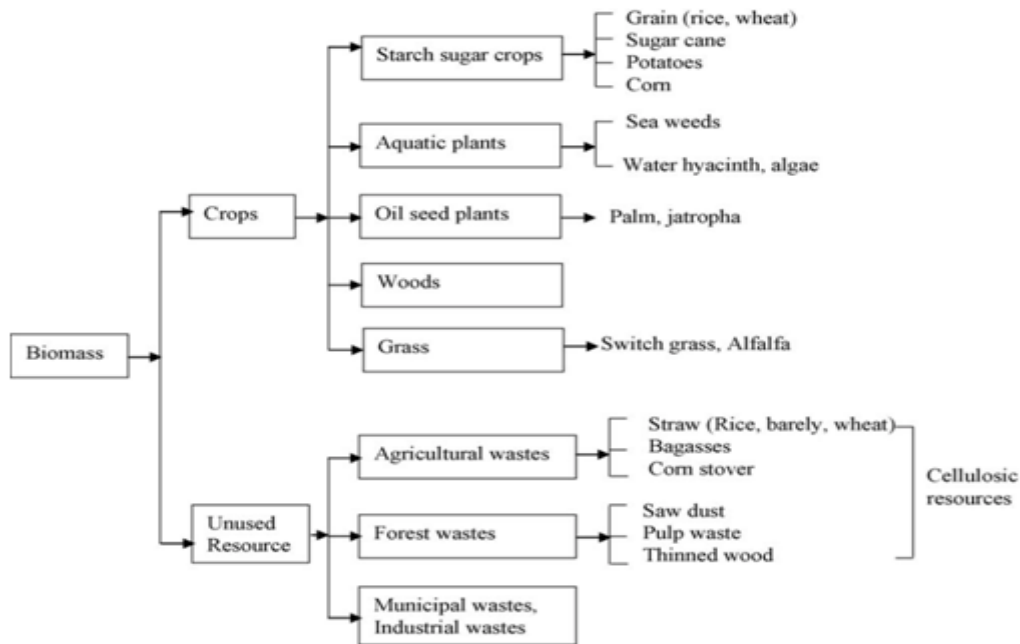 Grain (rice, wheat)
Sugar cane
Potatoes
Corn
Starch sugar crops
Sea weeds
Aquatic plants
Water hyacinth, algae
Crops
Oil seed plants
Palm, jatropha
Woods
Biomass
Grass
Switch grass, Alfalfa
Agricultural wastes
Straw (Rice, barely, wheat)
Bagasses
Corn stover
Cellulosic
resources
Unused
Resource
Forest wastes
Saw dust
Pulp waste
Thinned wood
Municipal wastes,
Industrial wastes